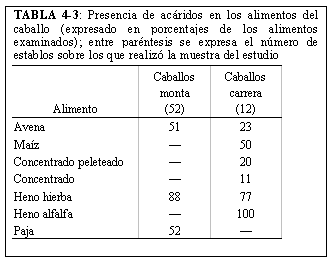 TABLA 4-3: Presencia de acáridos en los alimentos del
caballo (expresado en porcentajes de los alimentos
examinados); entre paréntesis se expresa el número de
establos sobre los que realizó la muestra del estudio
Alimento Caballos monta (52) Caballos carrera (12)
Avena 51 23
Maíz — 50
Concentrado peleteado — 20
Concentrado — 11
Heno hierba 88 77
Heno alfalfa — 100
Paja 52 —